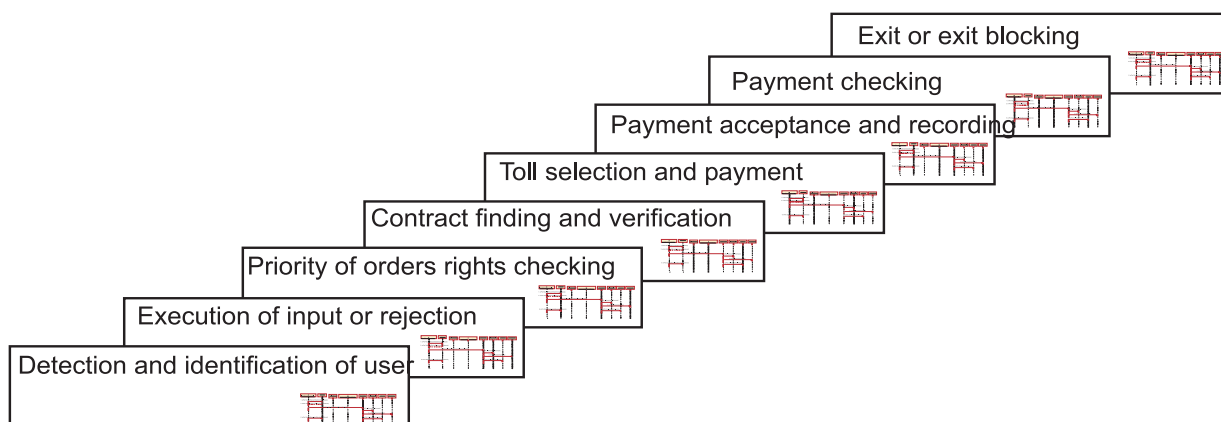 Exit or exit blocking
Payment checking
Payment acceptance and recording
Toll selection and payment
Contract finding and verification
Priority of orders rights checking
Execution of input or rejection
Detection and identification of user